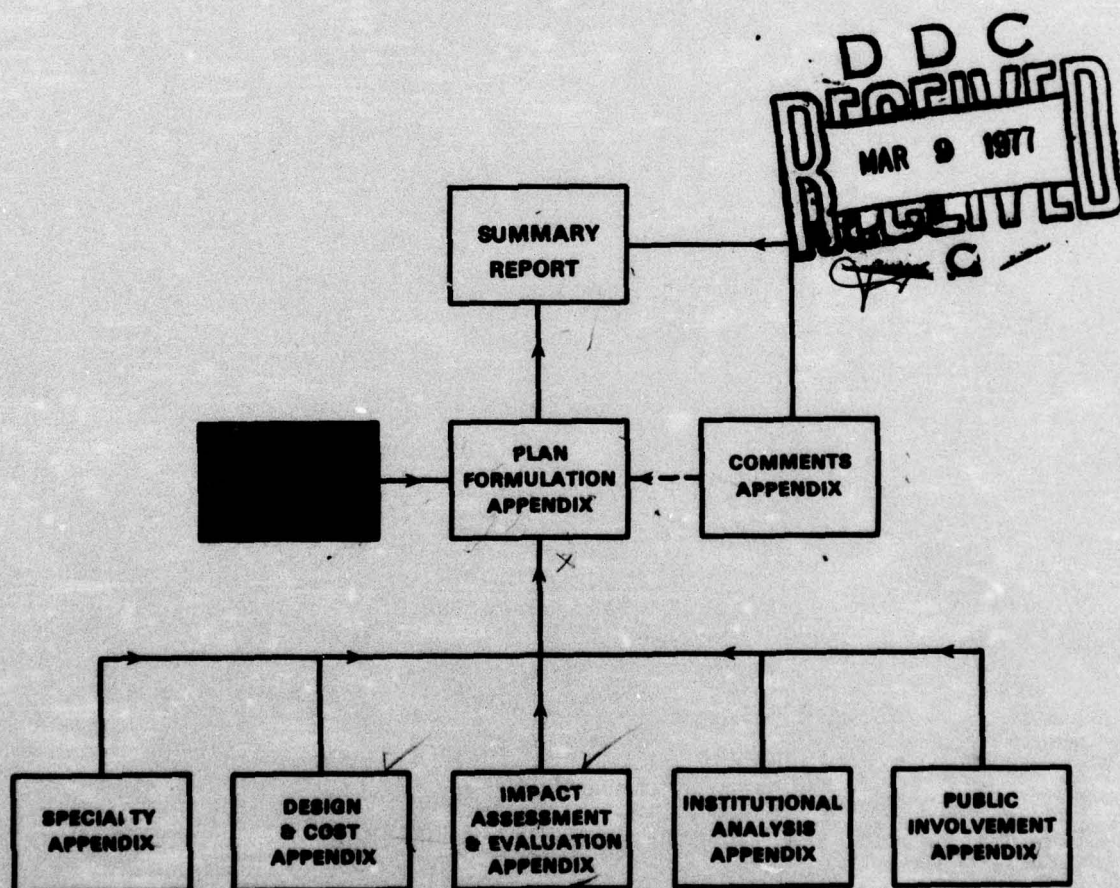 D D C
RECEIVED
MAR 9 1977
RECEIVED
C
SUMMARY
REPORT
PLAN
FORMULATION
APPENDIX
COMMENTS
APPENDIX
SPECIALTY
APPENDIX
DESIGN
& COST
APPENDIX
IMPACT
ASSESSMENT
& EVALUATION
APPENDIX
INSTITUTIONAL
ANALYSIS
APPENDIX
PUBLIC
INVOLVEMENT
APPENDIX